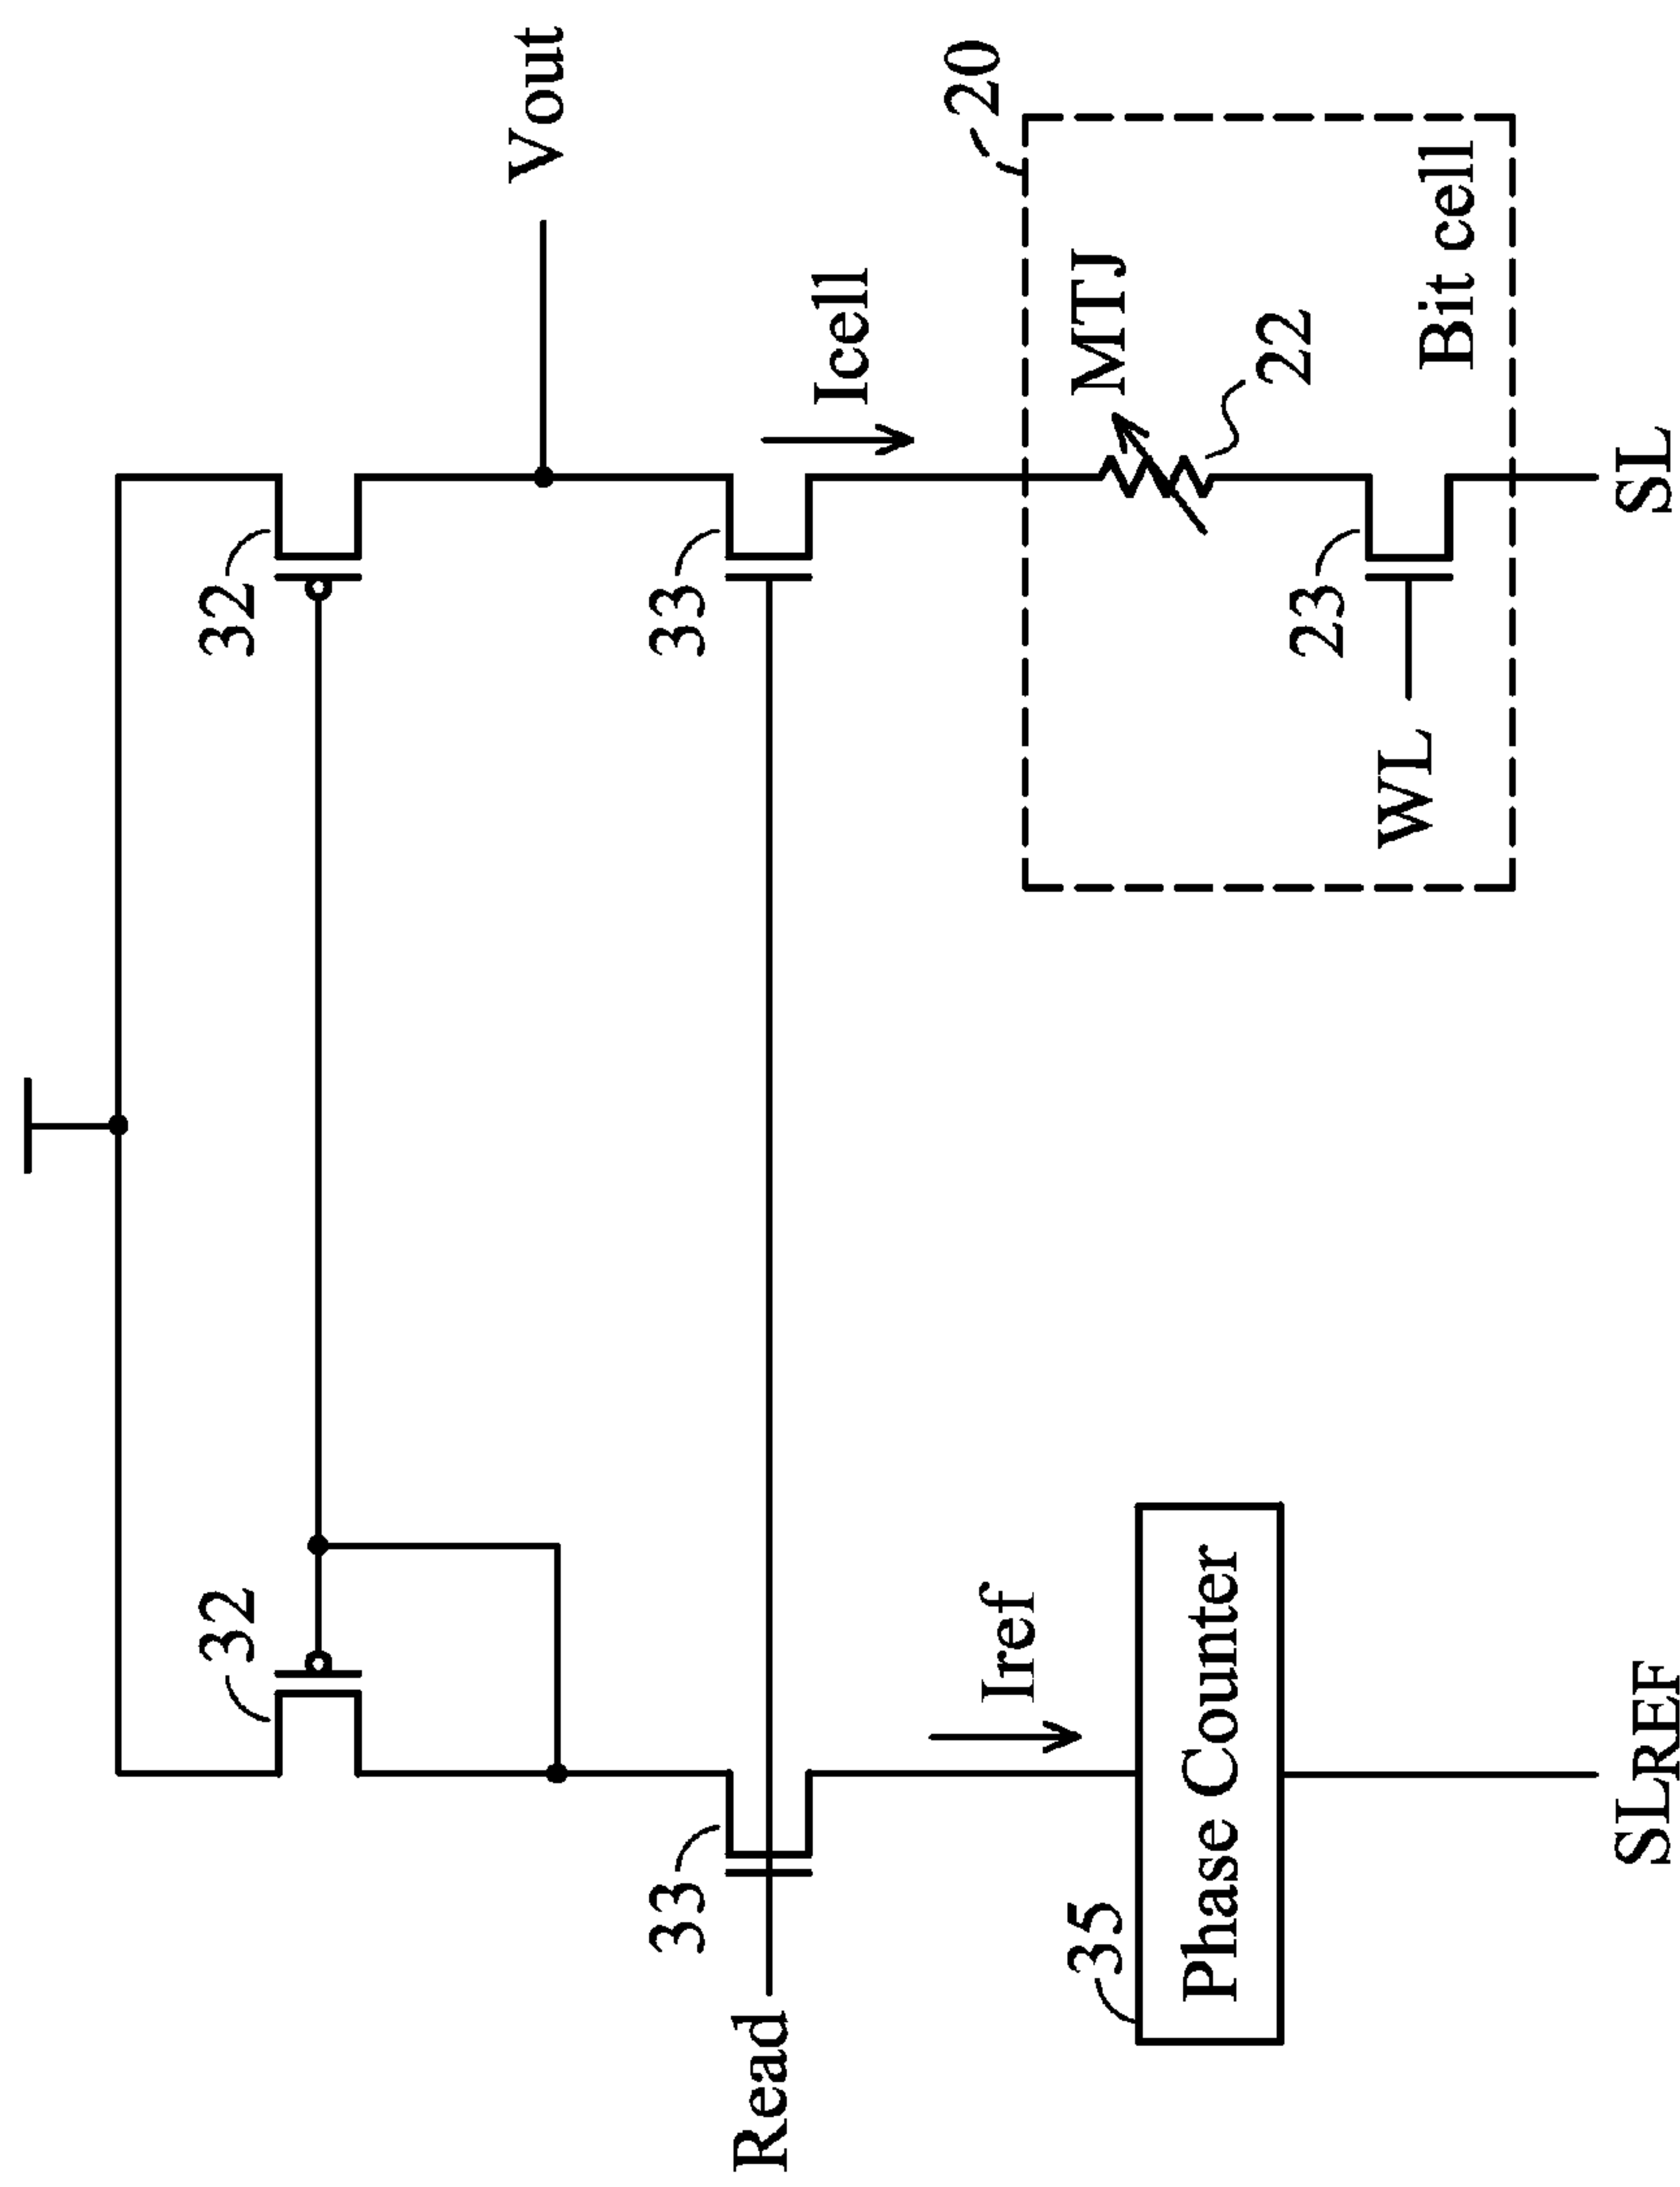 32
32
Vout
33
33
Read
Iref
Icell
20
MTJ
22
35
Phase Counter
WL
23
Bit cell
SLREF
SL